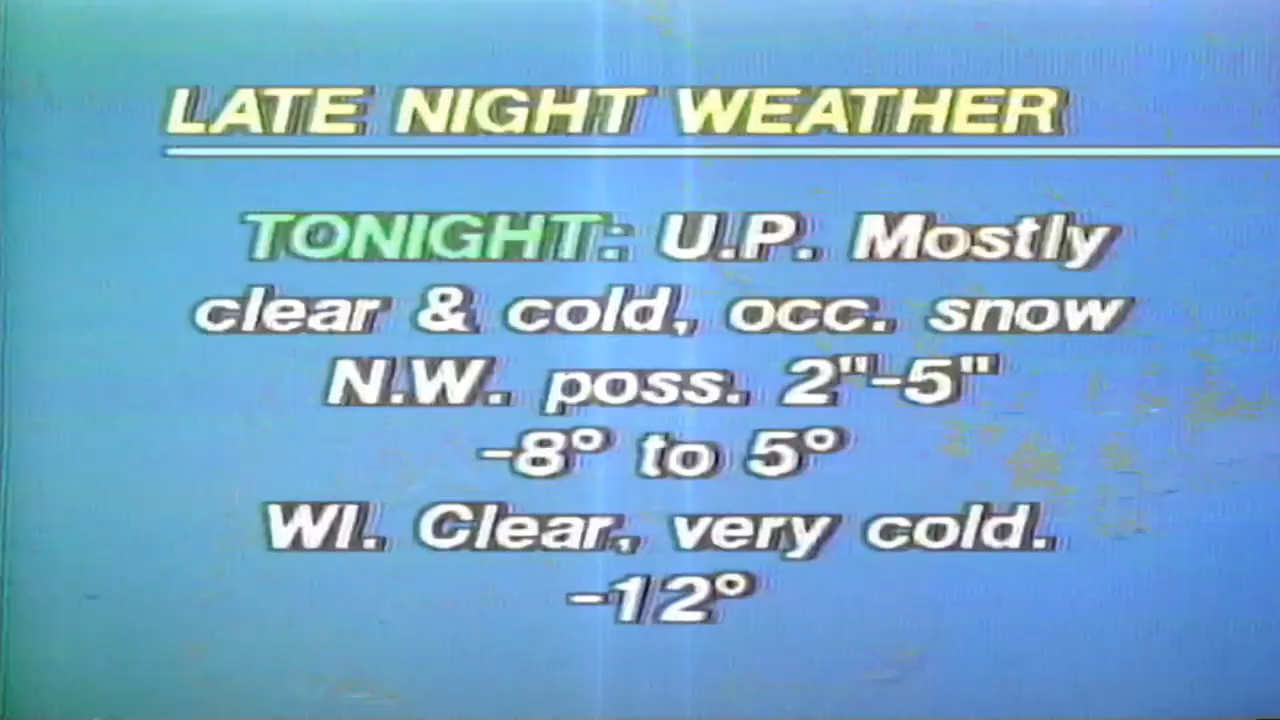 LATE NIGHT WEATHER
TONIGHT: U.P. Mostly
clear & cold, occ. snow
N.W. poss. 2"-5"
-8° to 5°
WI. Clear, very cold.
-12°